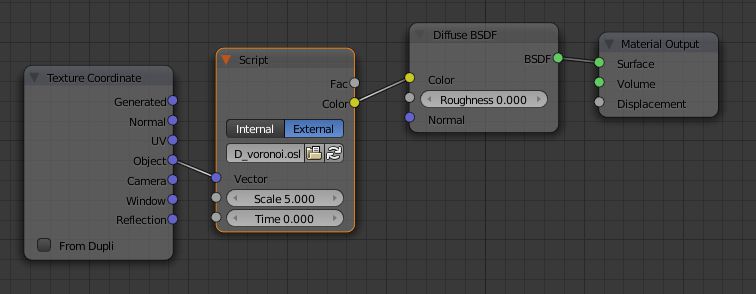 Texture Coordinate
Generated
Normal
UV
Object
Camera
Window
Reflection
From Dupli
Script
Fac
Color
Internal External
D_voronoi.osl
Vector
Scale 5.000
Time 0.000
Diffuse BSDF
BSDF
Color
Roughness 0.000
Normal
Material Output
Surface
Volume
Displacement